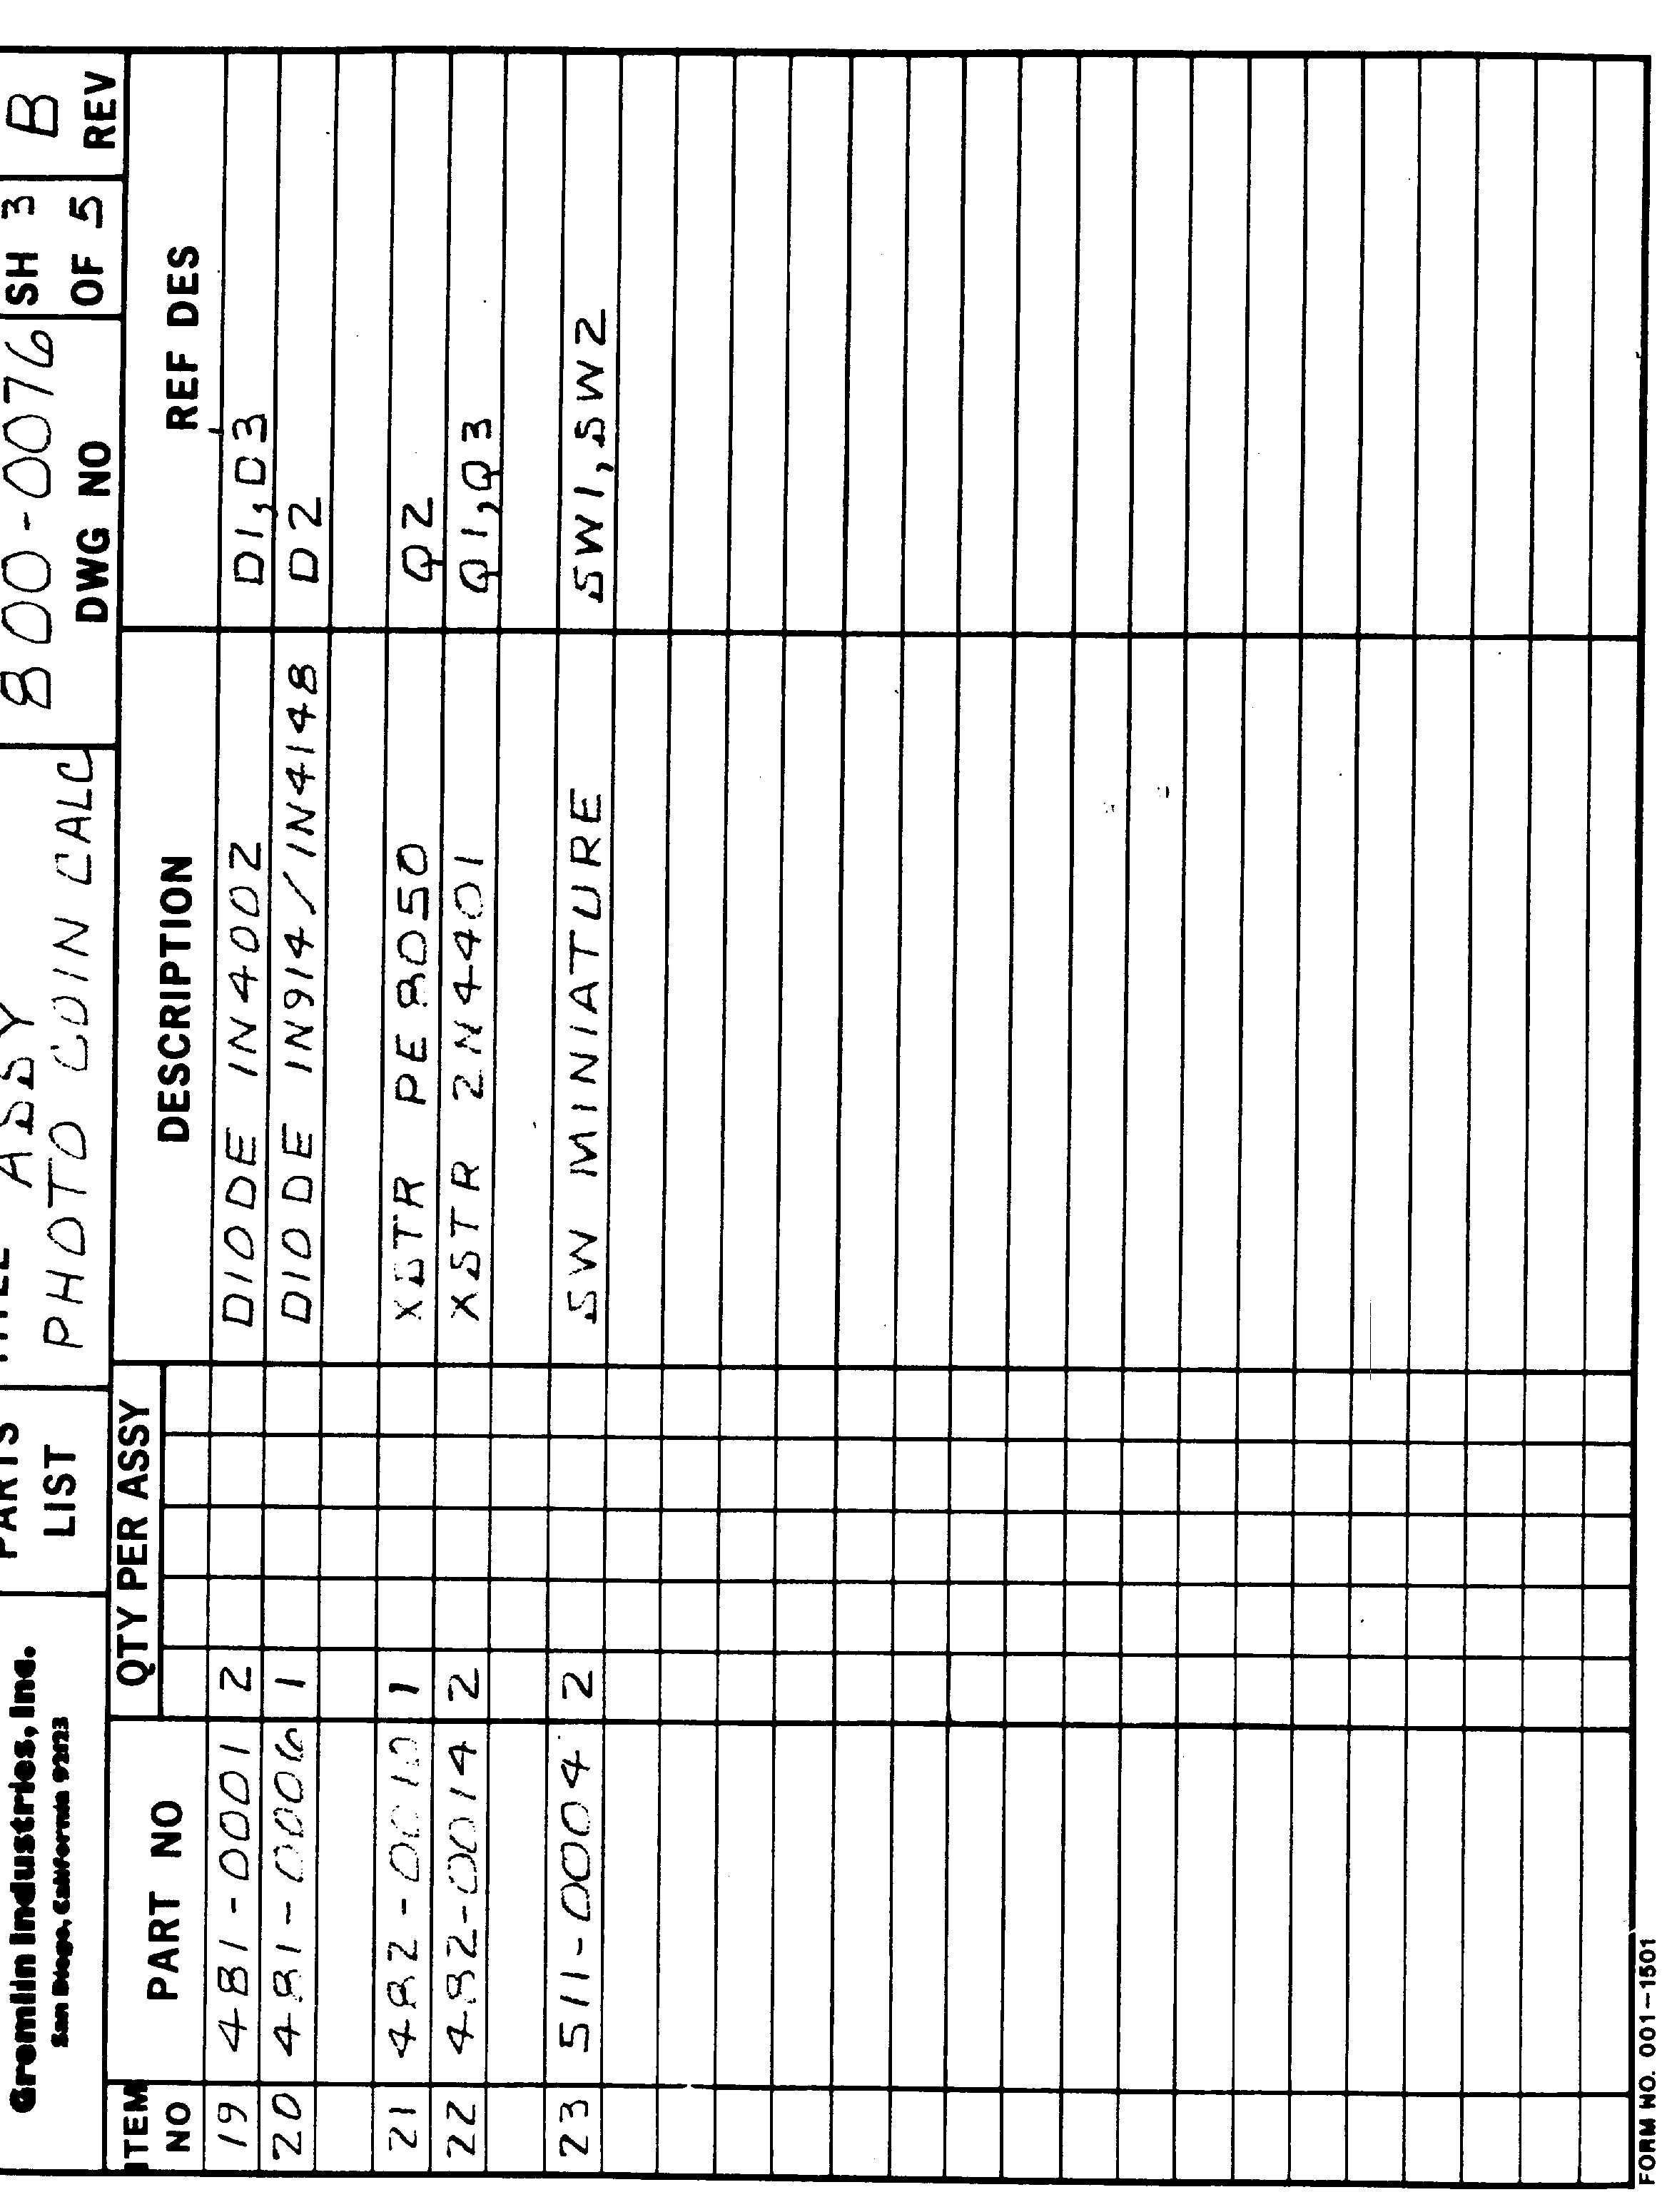 Gremlin Industries, Inc.
San Diego, California 92123
PARTS
LIST
TITLE ASSY
PHOTO COIN CALC
800-0076
DWG NO
SH 3
OF 5
B
REV
ITEM
NO
PART NO
QTY PER ASSY
DESCRIPTION
REF DES
19 481-0001 2 DIODE IN4002 D1,D3
20 481-0006 1 DIODE IN914/IN4148 D2
21 482-0010 1 XSTR PE8050 Q2
22 482-0014 2 XSTR 2N4401 Q1,Q3
23 511-0004 2 SW MINIATURE SW1,SW2
FORM NO. 001-1501